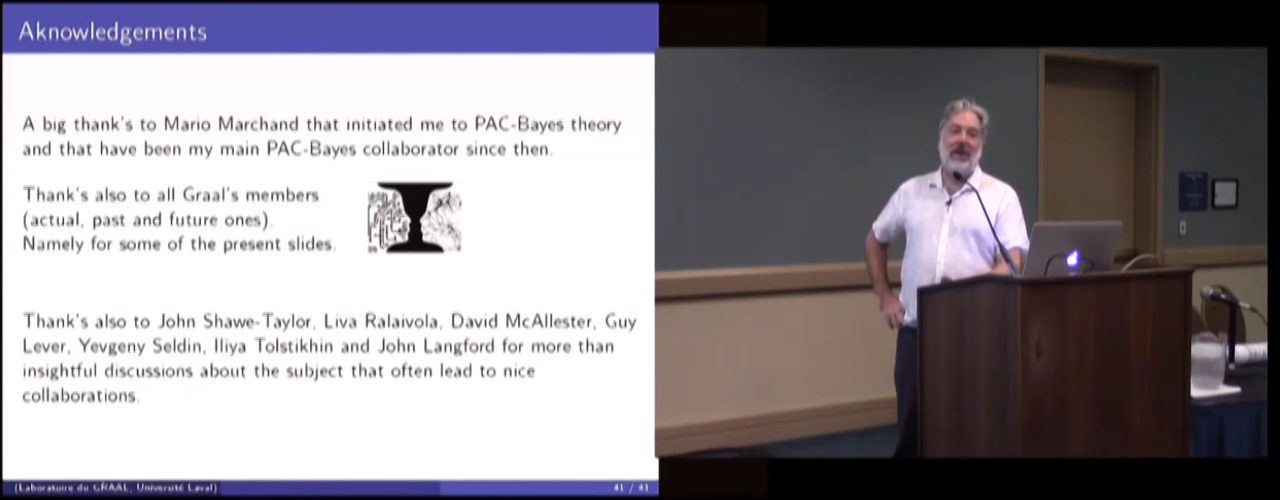 Aknowledgements
A big thank's to Mario Marchand that initiated me to PAC-Bayes theory
and that have been my main PAC-Bayes collaborator since then.
Thank's also to all Graal's members
(actual, past and future ones).
Namely for some of the present slides.
Thank's also to John Shawe-Taylor, Liva Ralaivola, David McAllester, Guy
Lever, Yevgeny Seldin, Iliya Tolstikhin and John Langford for more than
insightful discussions about the subject that often lead to nice
collaborations.
(Laboratoire du GRAAL, Université Laval)
41 / 41